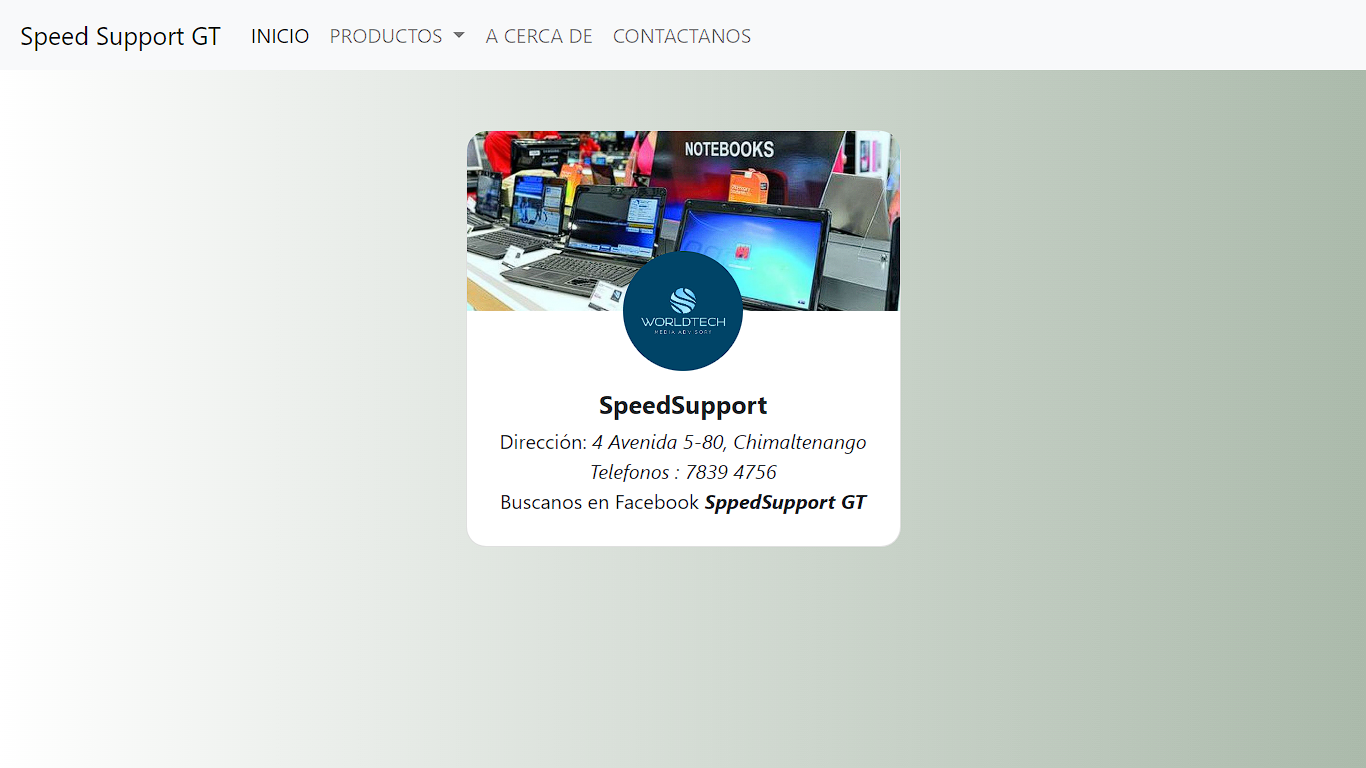 Speed Support GT INICIO PRODUCTOS A CERCA DE CONTACTANOS
NOTEBOOKS
WORLDTECH
MEDIA ADVISORY
SpeedSupport
Dirección: 4 Avenida 5-80, Chimaltenango
Telefonos : 7839 4756
Buscanos en Facebook SppedSupport GT